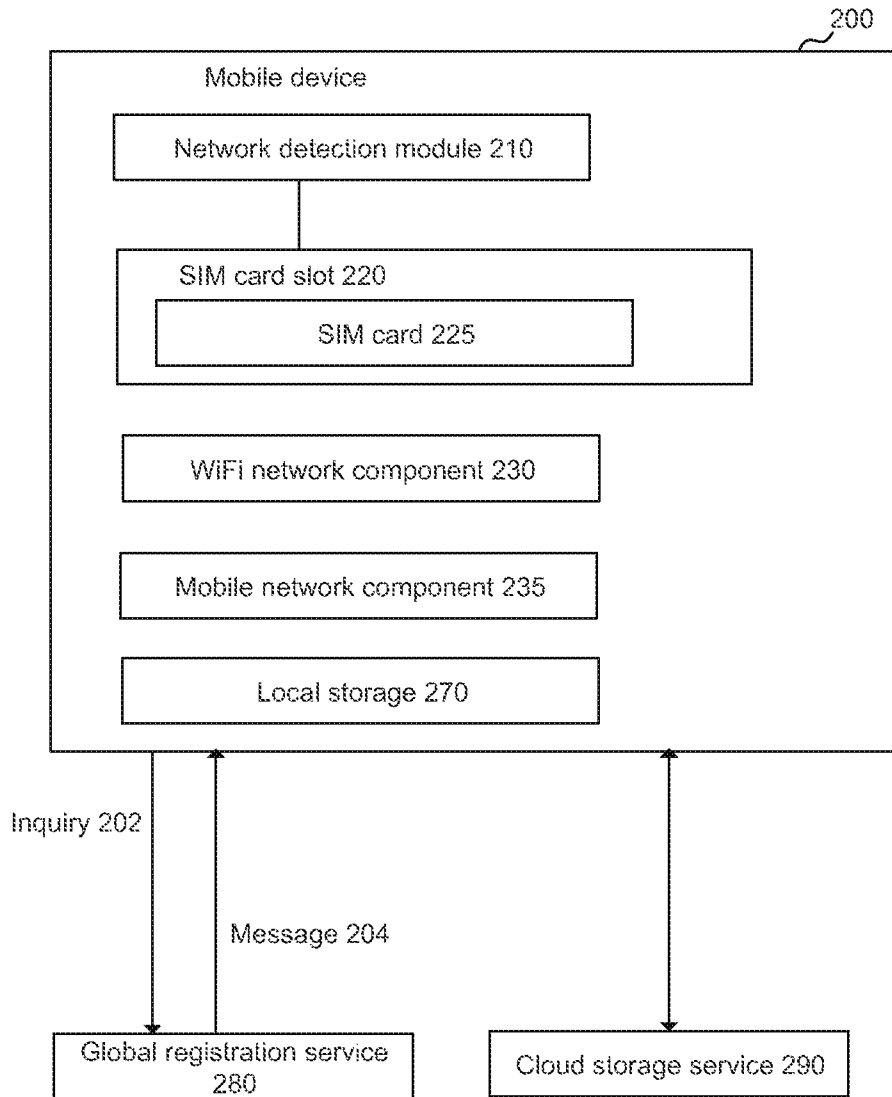 200
Mobile device
Network detection module 210
SIM card slot 220
SIM card 225
WiFi network component 230
Mobile network component 235
Local storage 270
Inquiry 202
Message 204
Global registration service
280
Cloud storage service 290